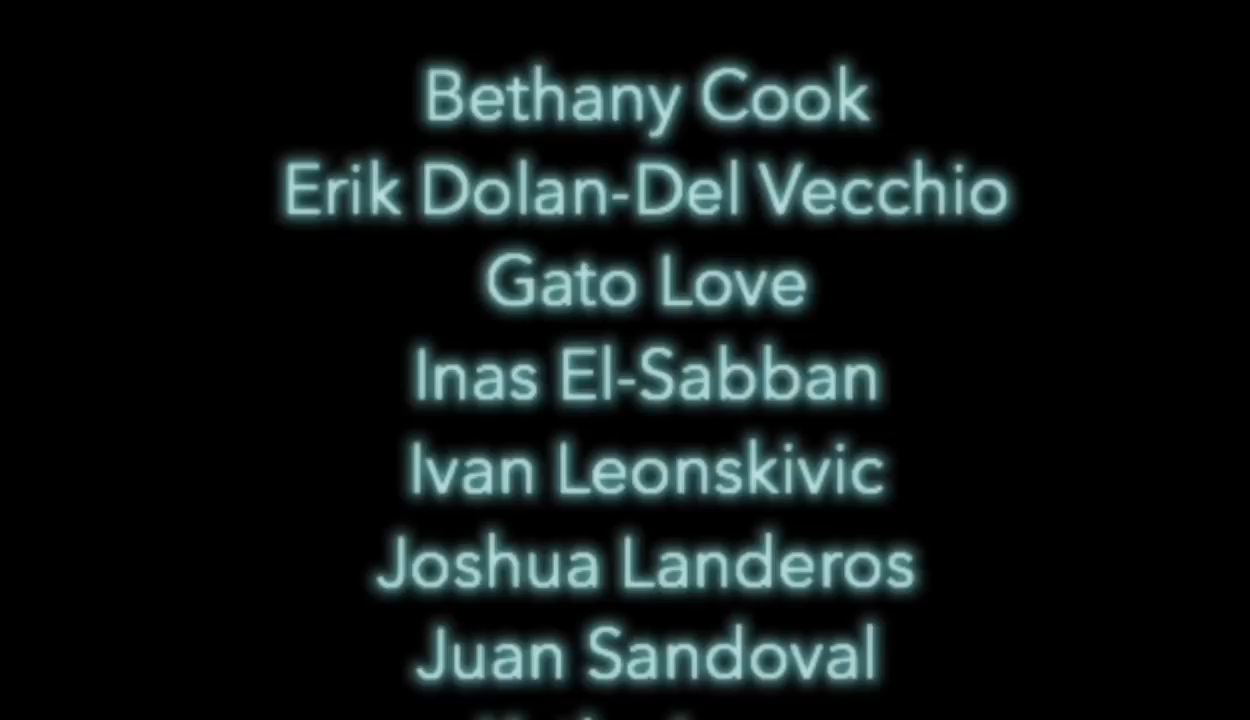 Bethany Cook
Erik Dolan-Del Vecchio
Gato Love
Inas El-Sabban
Ivan Leonskivic
Joshua Landeros
Juan Sandoval